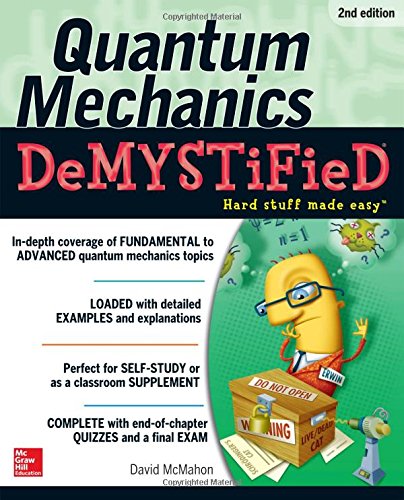 2nd edition
Quantum
Mechanics
DeMYSTiFieD®
Hard stuff made easy™
In-depth coverage of FUNDAMENTAL to
ADVANCED quantum mechanics topics
LOADED with detailed
EXAMPLES and explanations
Perfect for SELF-STUDY or
as a classroom SUPPLEMENT
COMPLETE with end-of-chapter
QUIZZES and a final EXAM
DO NOT OPEN
ERWIN
WARNING
LIVE/DEAD
CAT
SCHRODINGER'S
CAT
Mc
Graw
Hill
Education
David McMahon